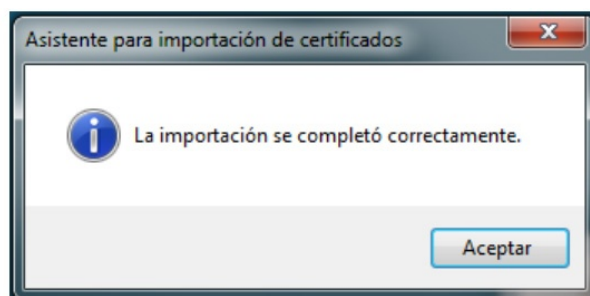 Asistente para importación de certificados
La importación se completó correctamente.
Aceptar